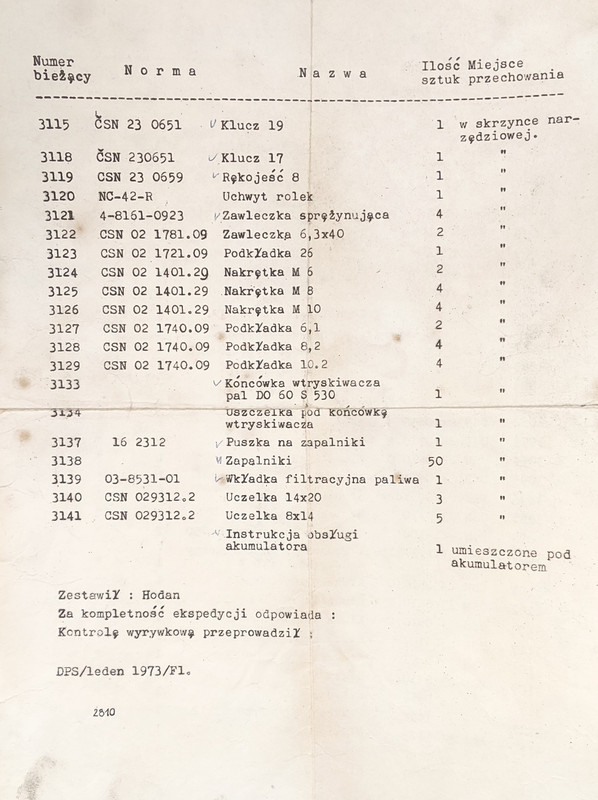 Numer bieżący Norma Nazwa Ilość sztuk Miejsce przechowania
3115 ČSN 23 0651 Klucz 19 1 w skrzynce nar-
zędziowej.
3118 ČSN 230651 Klucz 17 1 "
3119 CSN 23 0659 Rękojeść 8 1 "
3120 NC-42-R Uchwyt rolek 1 "
3121 4-8161-0923 Zawleczka sprężynująca 4 "
3122 CSN 02 1781.09 Zawleczka 6,3x40 2 "
3123 CSN 02 1721.09 Podkładka 26 1 "
3124 CSN 02 1401.29 Nakrętka M 6 2 "
3125 CSN 02 1401.29 Nakrętka M 8 4 "
3126 CSN 02 1401.29 Nakrętka M 10 4 "
3127 CSN 02 1740.09 Podkładka 6,1 2 "
3128 CSN 02 1740.09 Podkładka 8,2 4 "
3129 CSN 02 1740.09 Podkładka 10.2 4 "
3133 Końcówka wtryskiwacza
pal DO 60 S 530 1 "
3134 Uszczelka pod końcówkę
wtryskiwacza 1 "
3137 16 2312 Puszka na zapalniki 1 "
3138 Zapalniki 50 "
3139 03-8531-01 Wkładka filtracyjna paliwa 1 "
3140 CSN 029312.2 Uczelka 14x20 3 "
3141 CSN 029312.2 Uczelka 8x14 5 "
Instrukcja obsługi
akumulatora 1 umieszczone pod
akumulatorem
Zestawił : Hodan
Za kompletność ekspedycji odpowiada :
Kontrolę wyrywkową przeprowadził :
DPS/leden 1973/Fl.
2810